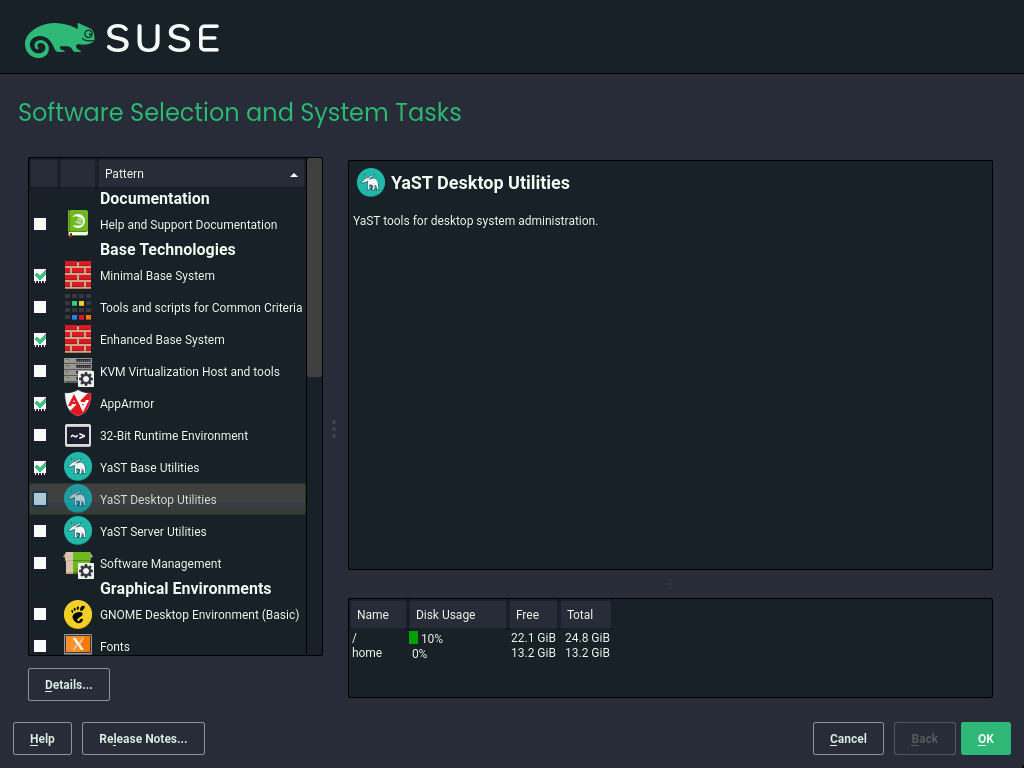 SUSE
Software Selection and System Tasks
Pattern
Documentation
Help and Support Documentation
Base Technologies
Minimal Base System
Tools and scripts for Common Criteria
Enhanced Base System
KVM Virtualization Host and tools
AppArmor
32-Bit Runtime Environment
YaST Base Utilities
YaST Desktop Utilities
YaST Server Utilities
Software Management
Graphical Environments
GNOME Desktop Environment (Basic)
Fonts
Details...
YaST Desktop Utilities
YaST tools for desktop system administration.
Name Disk Usage Free Total
/ 10% 22.1 GiB 24.8 GiB
home 0% 13.2 GiB 13.2 GiB
Help Release Notes... Cancel Back OK